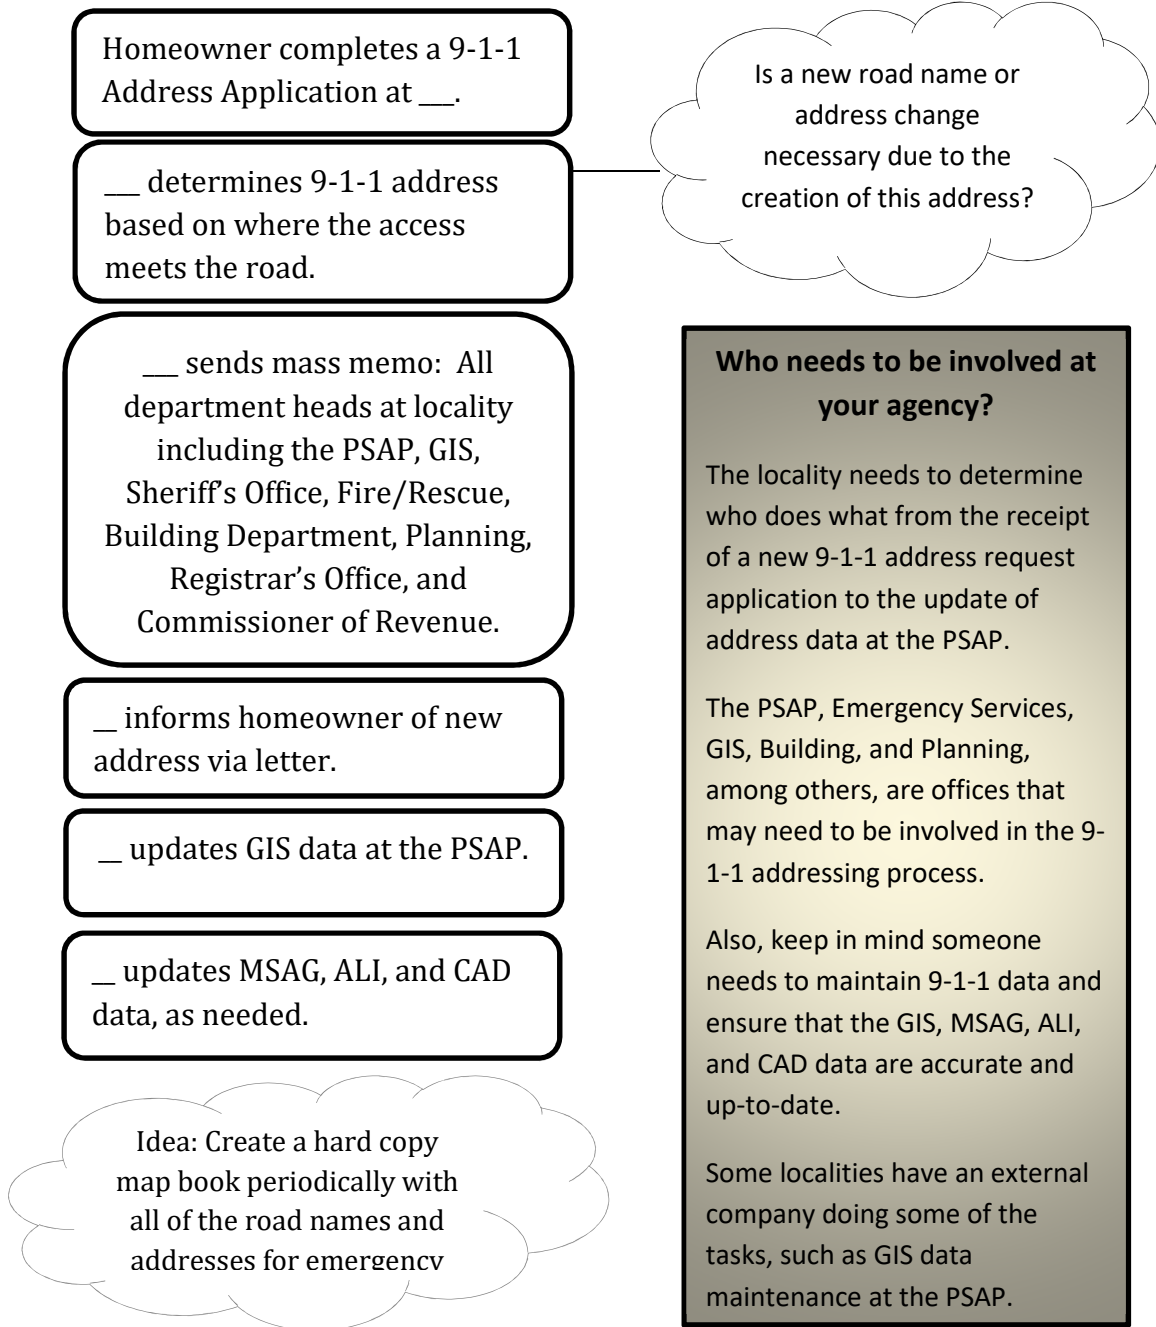 Homeowner completes a 9-1-1
Address Application at ___.
___ determines 9-1-1 address
based on where the access
meets the road.
Is a new road name or
address change
necessary due to the
creation of this address?
___ sends mass memo:  All
department heads at locality
including the PSAP, GIS,
Sheriff’s Office, Fire/Rescue,
Building Department, Planning,
Registrar’s Office, and
Commissioner of Revenue.
__ informs homeowner of new
address via letter.
__ updates GIS data at the PSAP.
__ updates MSAG, ALI, and CAD
data, as needed.
Idea: Create a hard copy
map book periodically with
all of the road names and
addresses for emergency
Who needs to be involved at
your agency?
The locality needs to determine
who does what from the receipt
of a new 9-1-1 address request
application to the update of
address data at the PSAP.
The PSAP, Emergency Services,
GIS, Building, and Planning,
among others, are offices that
may need to be involved in the 9-
1-1 addressing process.
Also, keep in mind someone
needs to maintain 9-1-1 data and
ensure that the GIS, MSAG, ALI,
and CAD data are accurate and
up-to-date.
Some localities have an external
company doing some of the
tasks, such as GIS data
maintenance at the PSAP.